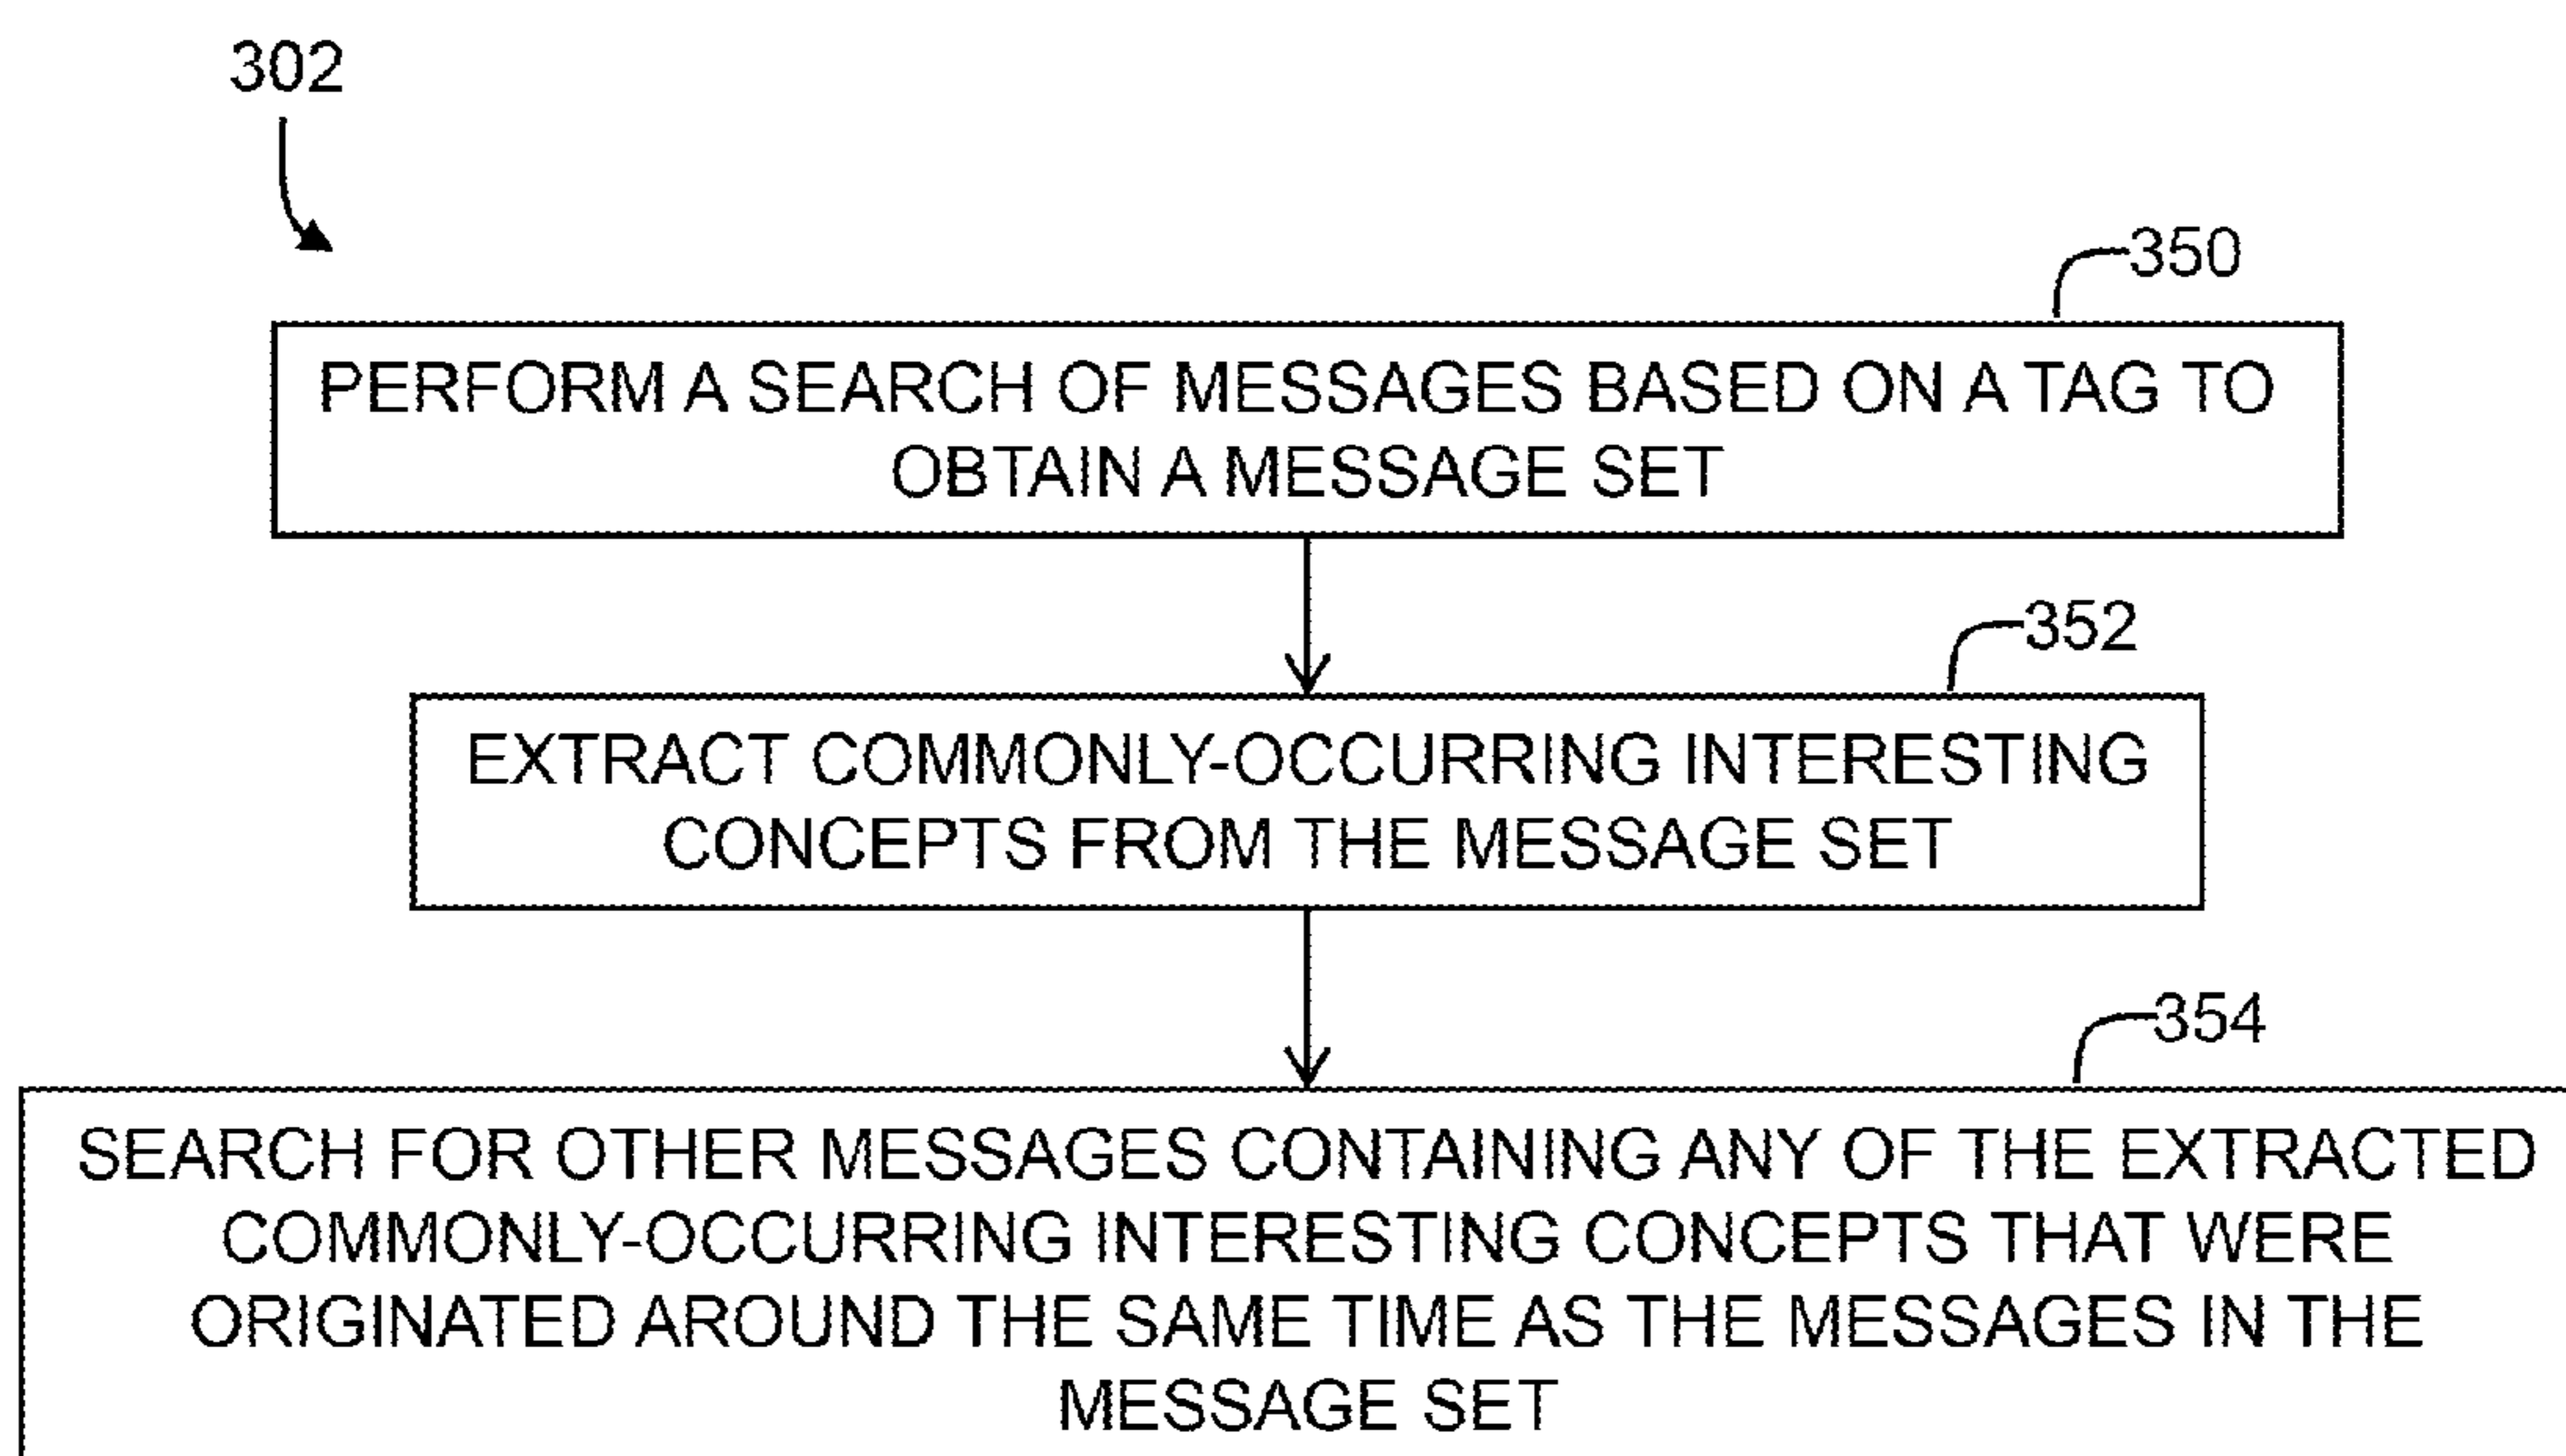 302
350
PERFORM A SEARCH OF MESSAGES BASED ON A TAG TO
OBTAIN A MESSAGE SET
352
EXTRACT COMMONLY-OCCURRING INTERESTING
CONCEPTS FROM THE MESSAGE SET
354
SEARCH FOR OTHER MESSAGES CONTAINING ANY OF THE EXTRACTED
COMMONLY-OCCURRING INTERESTING CONCEPTS THAT WERE
ORIGINATED AROUND THE SAME TIME AS THE MESSAGES IN THE
MESSAGE SET